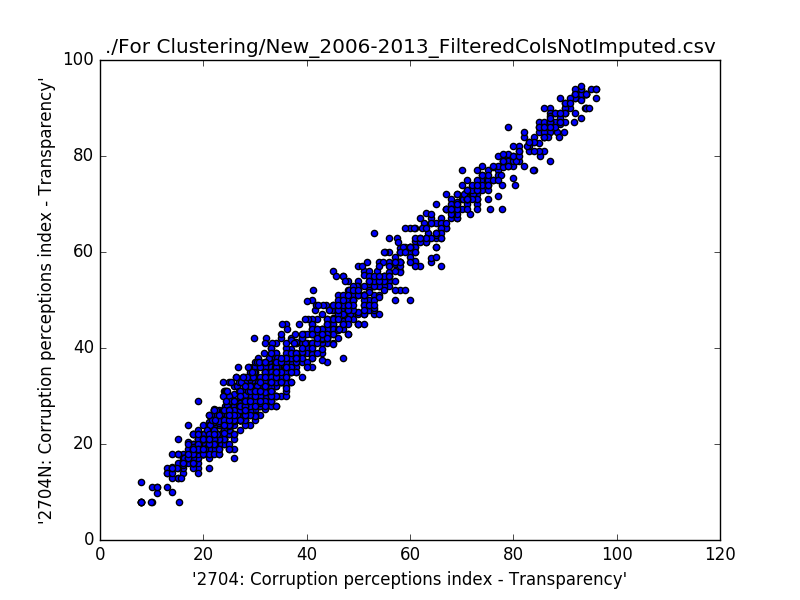 ./For Clustering/New_2006-2013_FilteredColsNotImputed.csv
'2704N: Corruption perceptions index - Transparency'
100
80
60
40
20
0
0 20 40 60 80 100 120
'2704: Corruption perceptions index - Transparency'